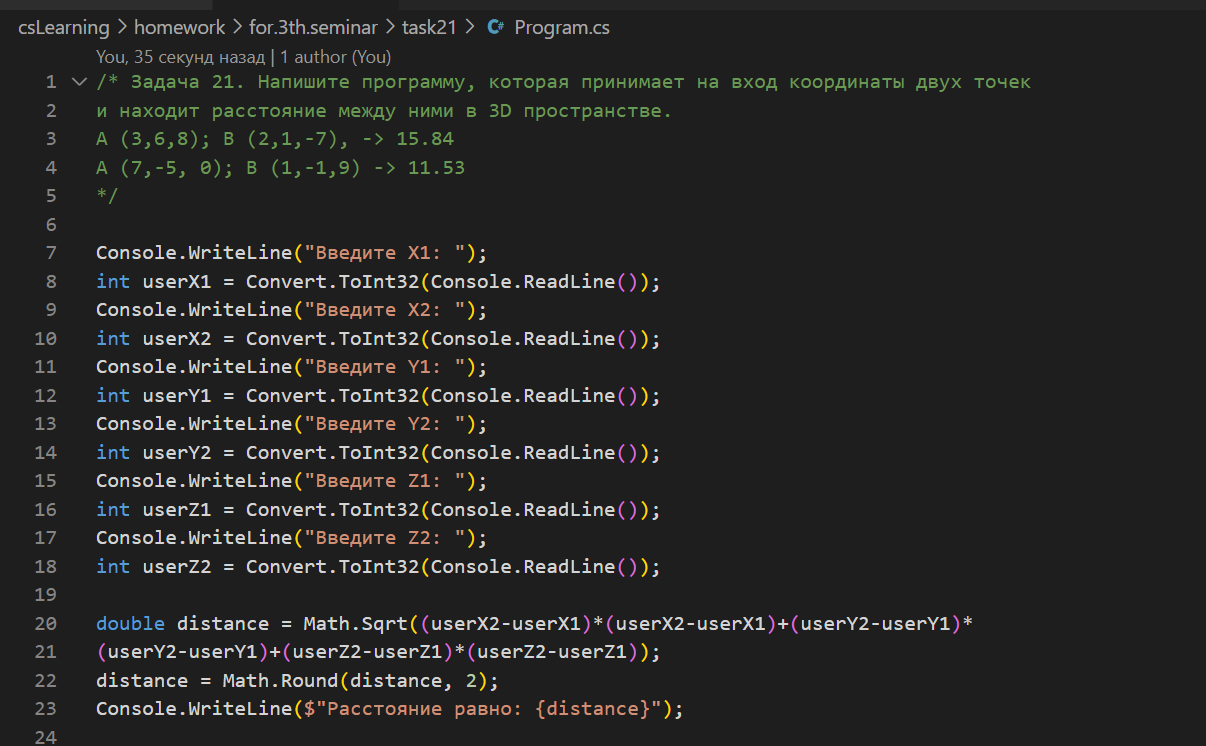 csLearning > homework > for.3th.seminar > task21 > C# Program.cs
You, 35 секунд назад | 1 author (You)
1 /* Задача 21. Напишите программу, которая принимает на вход координаты двух точек
2 и находит расстояние между ними в 3D пространстве.
3 A (3,6,8); B (2,1,-7), -> 15.84
4 A (7,-5, 0); B (1,-1,9) -> 11.53
5 */
6
7 Console.WriteLine("Введите X1: ");
8 int userX1 = Convert.ToInt32(Console.ReadLine());
9 Console.WriteLine("Введите X2: ");
10 int userX2 = Convert.ToInt32(Console.ReadLine());
11 Console.WriteLine("Введите Y1: ");
12 int userY1 = Convert.ToInt32(Console.ReadLine());
13 Console.WriteLine("Введите Y2: ");
14 int userY2 = Convert.ToInt32(Console.ReadLine());
15 Console.WriteLine("Введите Z1: ");
16 int userZ1 = Convert.ToInt32(Console.ReadLine());
17 Console.WriteLine("Введите Z2: ");
18 int userZ2 = Convert.ToInt32(Console.ReadLine());
19
20 double distance = Math.Sqrt((userX2-userX1)*(userX2-userX1)+(userY2-userY1)*
21 (userY2-userY1)+(userZ2-userZ1)*(userZ2-userZ1));
22 distance = Math.Round(distance, 2);
23 Console.WriteLine($"Расстояние равно: {distance}");
24